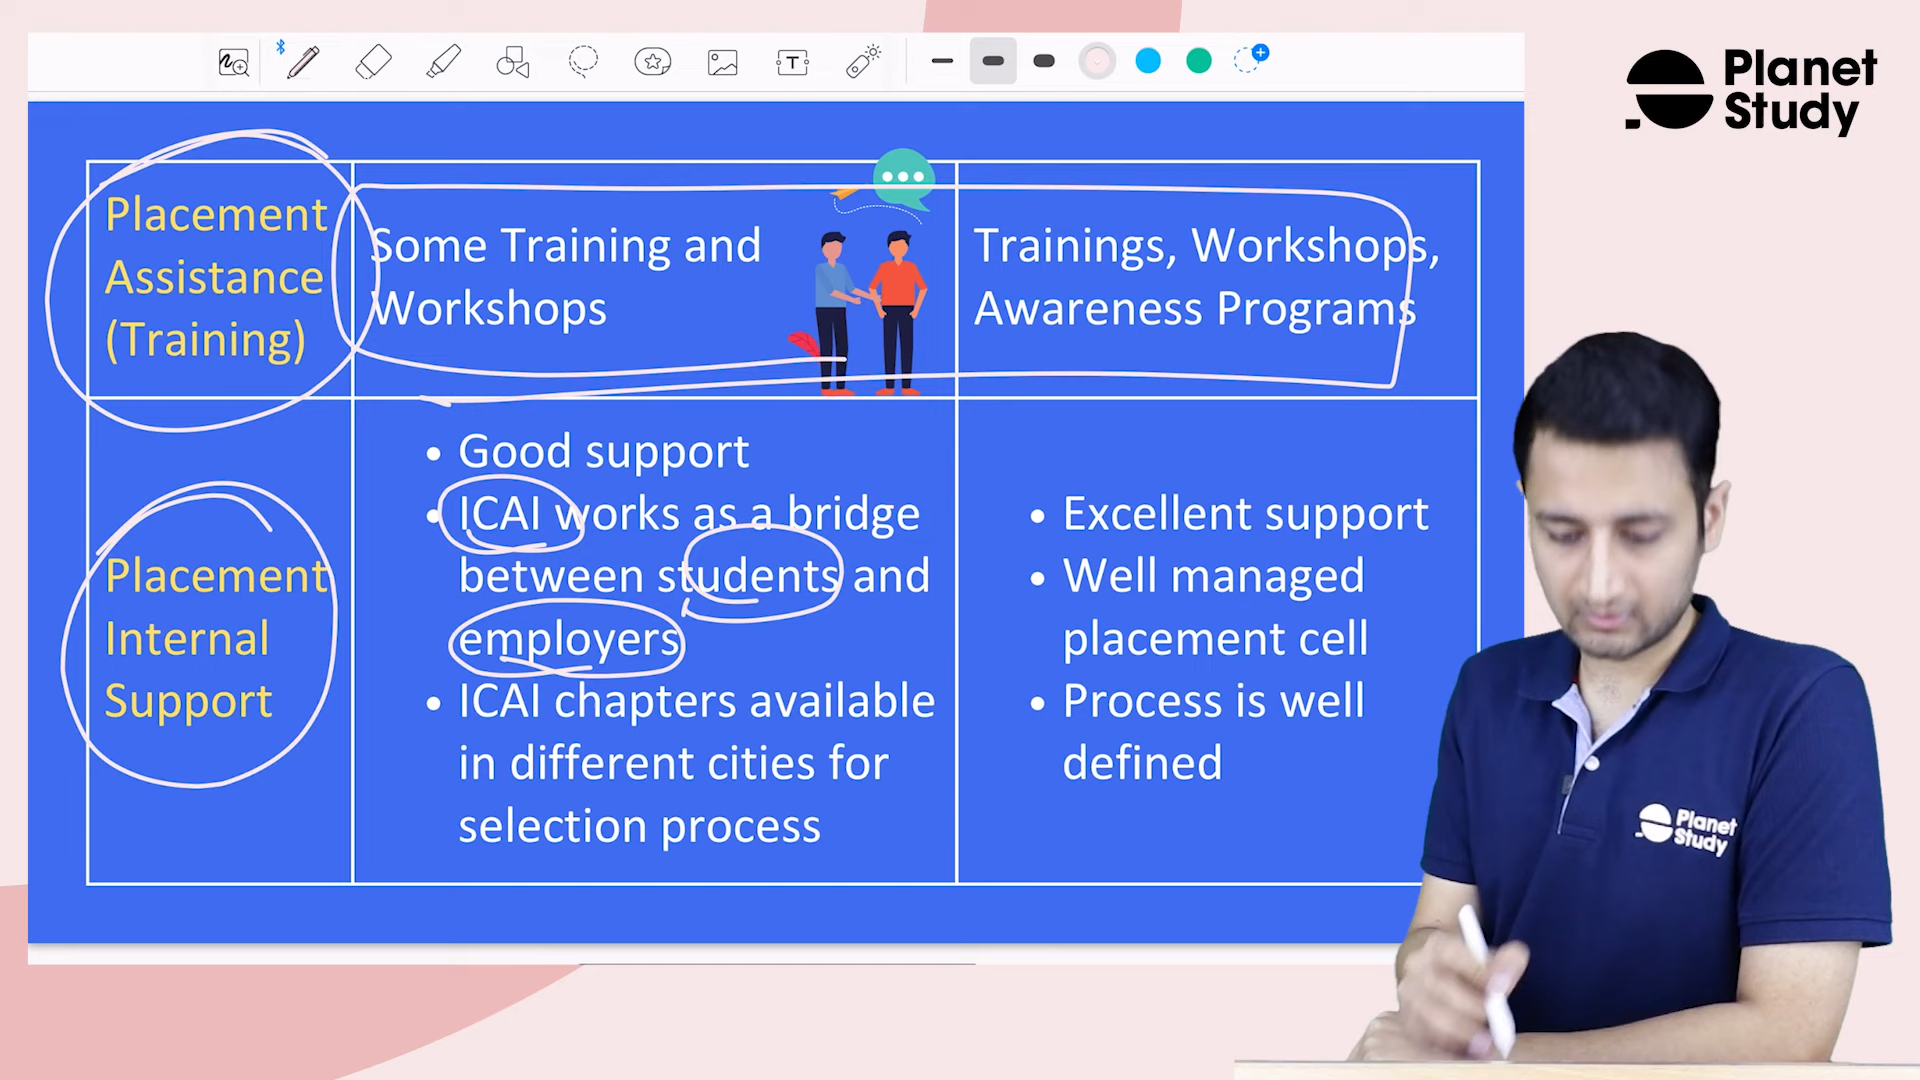 Planet
Study
Placement
Assistance
(Training)
Some Training and
Workshops
Trainings, Workshops,
Awareness Programs
Placement
Internal
Support
• Good support
• ICAI works as a bridge
between students and
employers
• ICAI chapters available
in different cities for
selection process
• Excellent support
• Well managed
placement cell
• Process is well
defined
Planet
Study